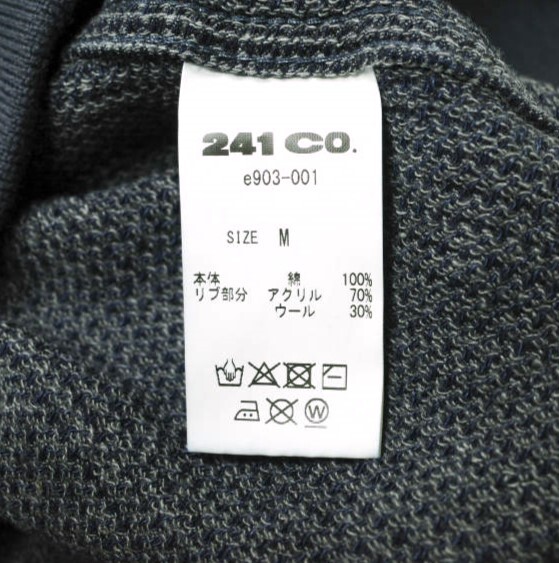 241 CO.
e903-001
SIZE M
本体 綿 100%
リブ部分 アクリル 70%
ウール 30%
W